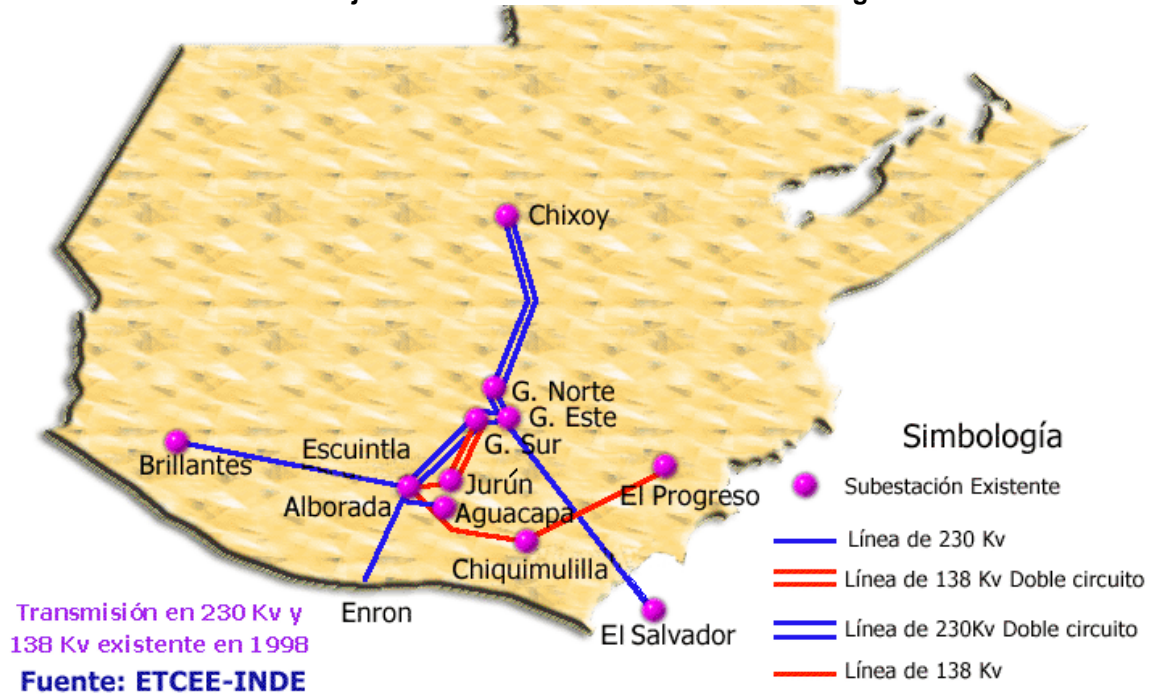 Chixoy
G. Norte
G. Este
G. Sur
Escuintla
Brillantes
Alborada
Jurún
Aguacapa
El Progreso
Chiquimulilla
Enron
El Salvador
Simbología
Subestación Existente
Línea de 230 Kv
Línea de 138 Kv Doble circuito
Línea de 230Kv Doble circuito
Línea de 138 Kv
Transmisión en 230 Kv y
138 Kv existente en 1998
Fuente: ETCEE-INDE